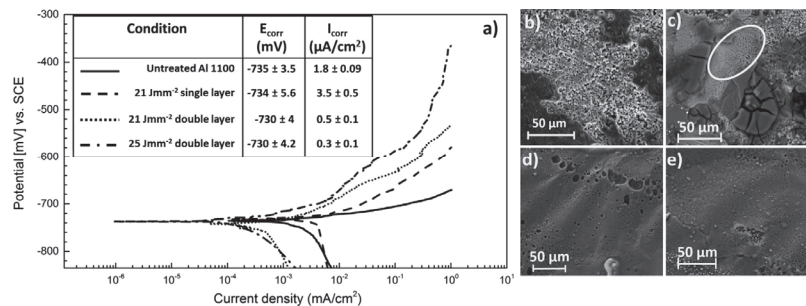 a)
Condition E_corr (mV) I_corr (µA/cm²)
Untreated Al 1100 -735 ± 3.5 1.8 ± 0.09
21 Jmm⁻² single layer -734 ± 5.6 3.5 ± 0.5
21 Jmm⁻² double layer -730 ± 4 0.5 ± 0.1
25 Jmm⁻² double layer -730 ± 4.2 0.3 ± 0.1
Potential [mV] vs. SCE
-300
-400
-500
-600
-700
-800
10⁻⁶ 10⁻⁵ 10⁻⁴ 10⁻³ 10⁻² 10⁻¹ 10⁰ 10¹
Current density (mA/cm²)
b)
50 µm
c)
50 µm
d)
50 µm
e)
50 µm